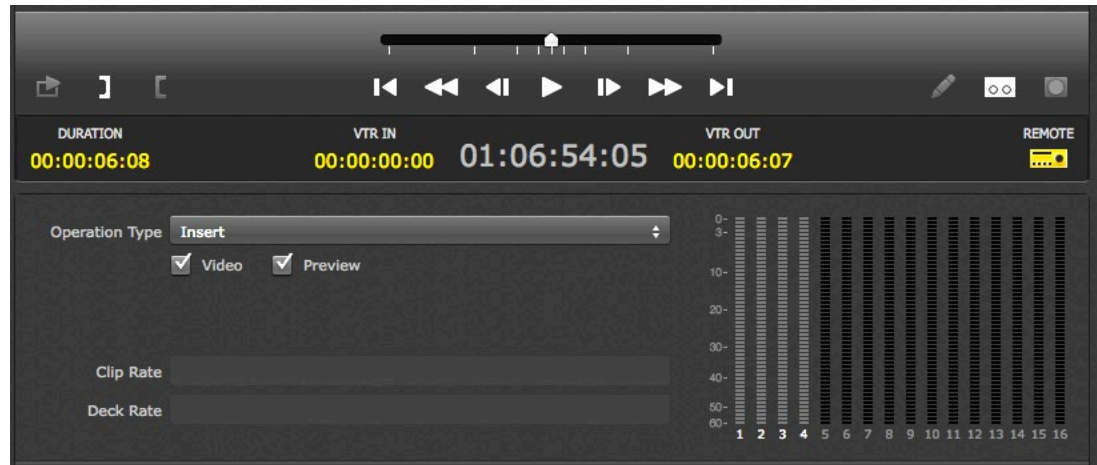 DURATION VTR IN VTR OUT REMOTE
00:00:06:08 00:00:00:00 01:06:54:05 00:00:06:07
Operation Type Insert
Video Preview
Clip Rate
Deck Rate
0-
3-
10-
20-
30-
40-
50-
60-
1 2 3 4 5 6 7 8 9 10 11 12 13 14 15 16